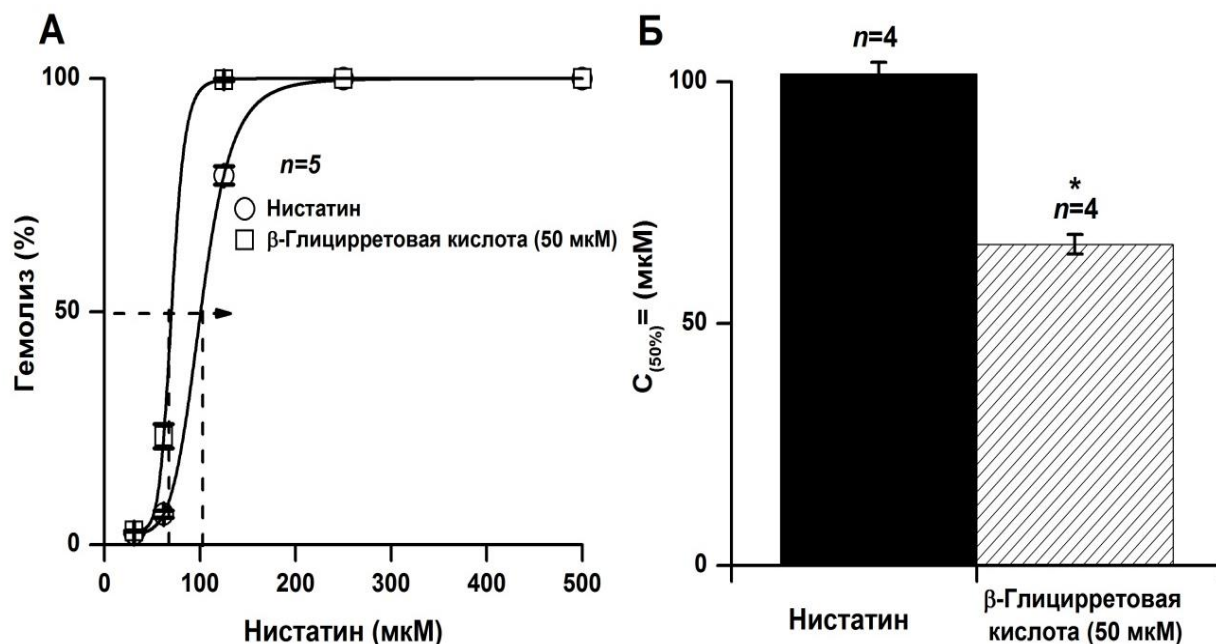 А
100
50
0
Гемолиз (%)
n=5
Нистатин
β-Глицирретовая кислота (50 мкМ)
0 100 200 300 400 500
Нистатин (мкМ)
Б
100
50
0
C(50%)= (мкМ)
n=4
*
n=4
Нистатин
β-Глицирретовая
кислота (50 мкМ)